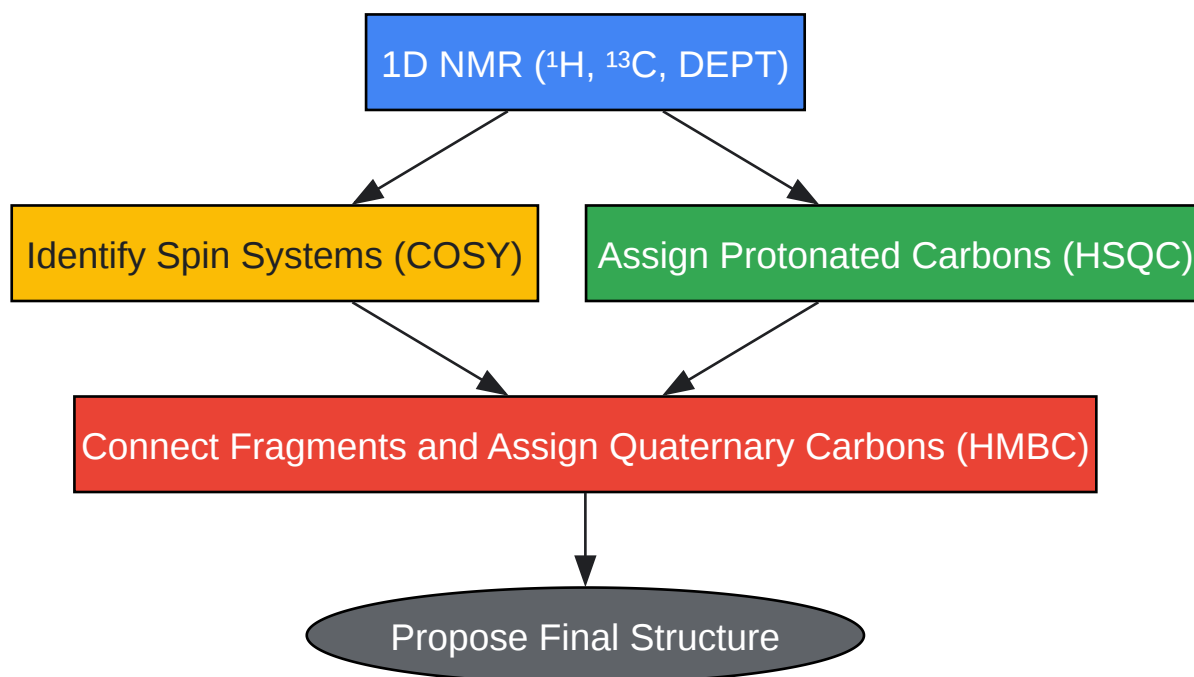 1D NMR (¹H, ¹³C, DEPT)
Identify Spin Systems (COSY)
Assign Protonated Carbons (HSQC)
Connect Fragments and Assign Quaternary Carbons (HMBC)
Propose Final Structure